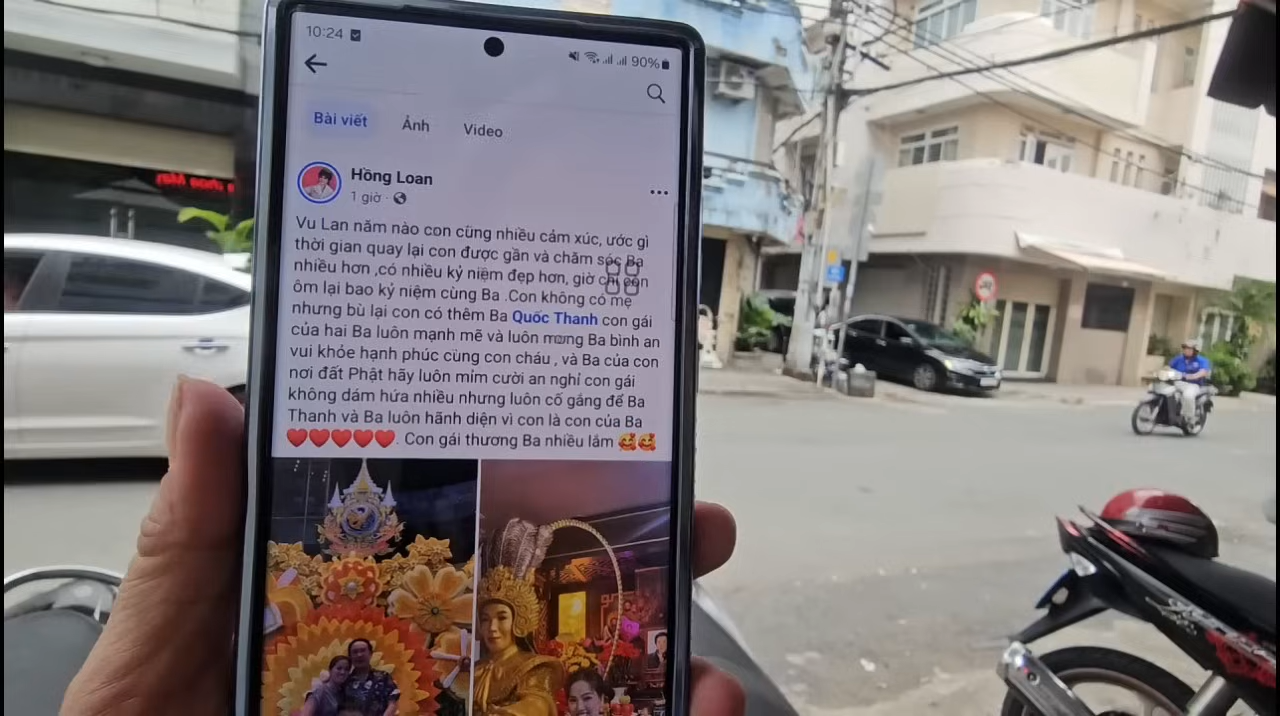 10:24
90%
Bài viết
Ảnh
Video
Hồng Loan
1 giờ
Vu Lan năm nào con cũng nhiều cảm xúc, ước gì
thời gian quay lại con được gần và chăm sóc Ba
nhiều hơn ,có nhiều kỷ niệm đẹp hơn, giờ chỉ còn
ôm lại bao kỷ niệm cùng Ba .Con không có mẹ
nhưng bù lại con có thêm Ba Quốc Thanh con gái
của hai Ba luôn mạnh mẽ và luôn mong Ba bình an
vui khỏe hạnh phúc cùng con cháu , và Ba của con
nơi đất Phật hãy luôn mỉm cười an nghỉ con gái
không dám hứa nhiều nhưng luôn cố gắng để Ba
Thanh và Ba luôn hãnh diện vì con là con của Ba
❤️❤️❤️❤️❤️. Con gái thương Ba nhiều lắm 🥰🥰